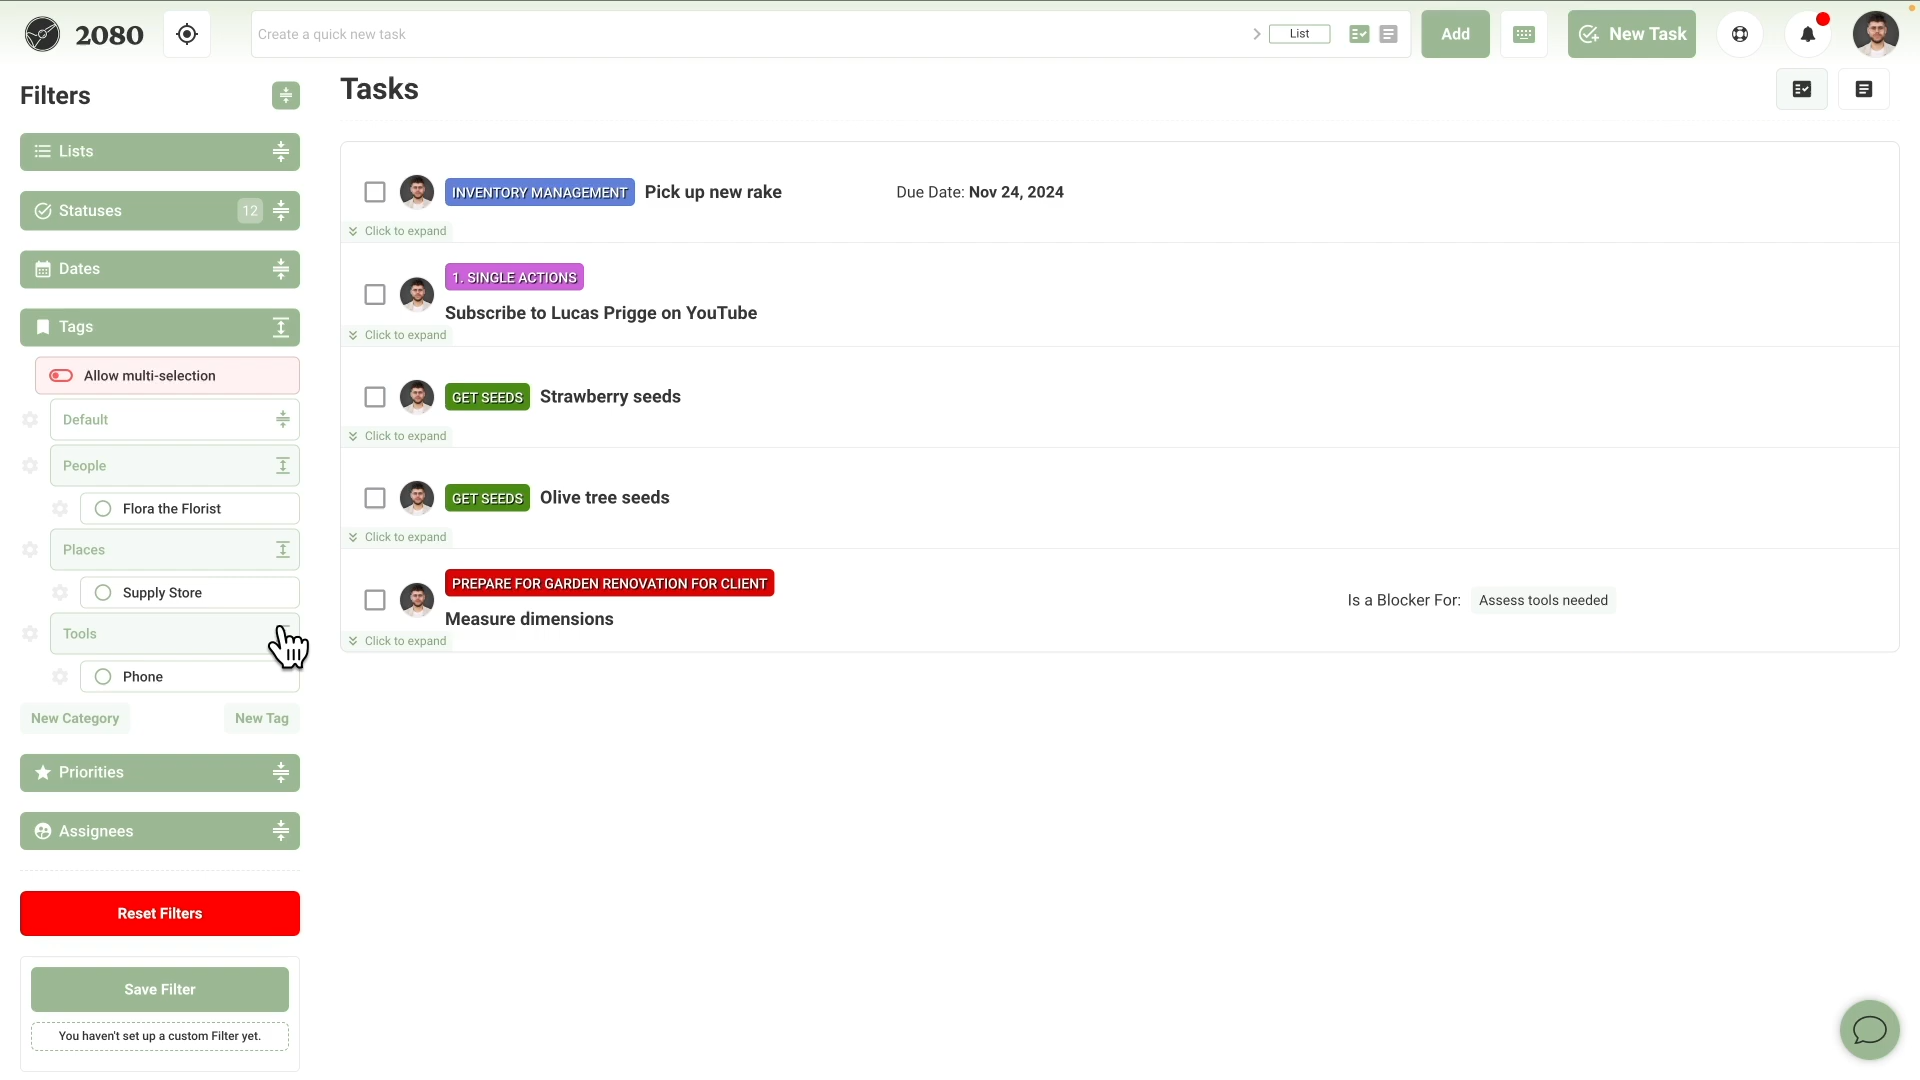 2080
Create a quick new task
List
Add
New Task
Filters
Tasks
Lists
Statuses
12
Dates
Tags
Allow multi-selection
Default
People
Flora the Florist
Places
Supply Store
Tools
Phone
New Category
New Tag
Priorities
Assignees
Reset Filters
Save Filter
You haven't set up a custom Filter yet.
INVENTORY MANAGEMENT
Pick up new rake
Due Date: Nov 24, 2024
Click to expand
1. SINGLE ACTIONS
Subscribe to Lucas Prigge on YouTube
Click to expand
GET SEEDS
Strawberry seeds
Click to expand
GET SEEDS
Olive tree seeds
Click to expand
PREPARE FOR GARDEN RENOVATION FOR CLIENT
Measure dimensions
Is a Blocker For:
Assess tools needed
Click to expand